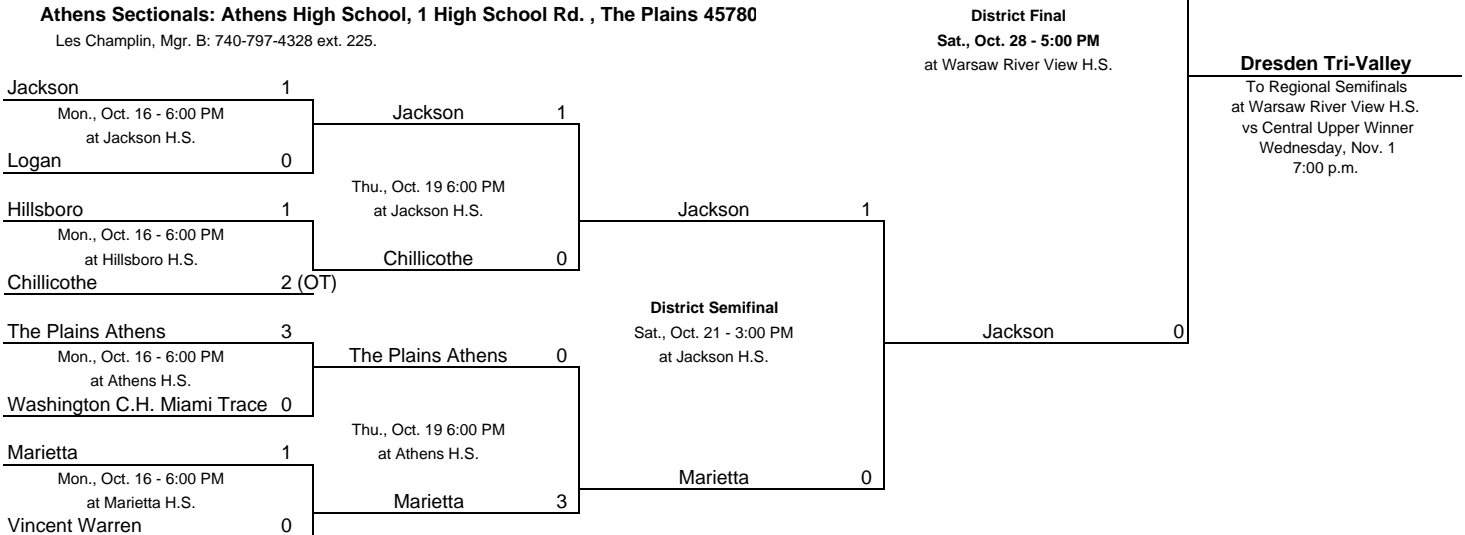 Athens Sectionals: Athens High School, 1 High School Rd. , The Plains 45780
Les Champlin, Mgr. B: 740-797-4328 ext. 225.
Jackson 1
Mon., Oct. 16 - 6:00 PM
at Jackson H.S.
Logan 0
Hillsboro 1
Mon., Oct. 16 - 6:00 PM
at Hillsboro H.S.
Chillicothe 2 (OT)
The Plains Athens 3
Mon., Oct. 16 - 6:00 PM
at Athens H.S.
Washington C.H. Miami Trace 0
Marietta 1
Mon., Oct. 16 - 6:00 PM
at Marietta H.S.
Vincent Warren 0
Jackson 1
Thu., Oct. 19 6:00 PM
at Jackson H.S.
Chillicothe 0
The Plains Athens 0
Thu., Oct. 19 6:00 PM
at Athens H.S.
Marietta 3
Jackson 1
District Semifinal
Sat., Oct. 21 - 3:00 PM
at Jackson H.S.
Marietta 0
District Final
Sat., Oct. 28 - 5:00 PM
at Warsaw River View H.S.
Jackson 0
Dresden Tri-Valley
To Regional Semifinals
at Warsaw River View H.S.
vs Central Upper Winner
Wednesday, Nov. 1
7:00 p.m.